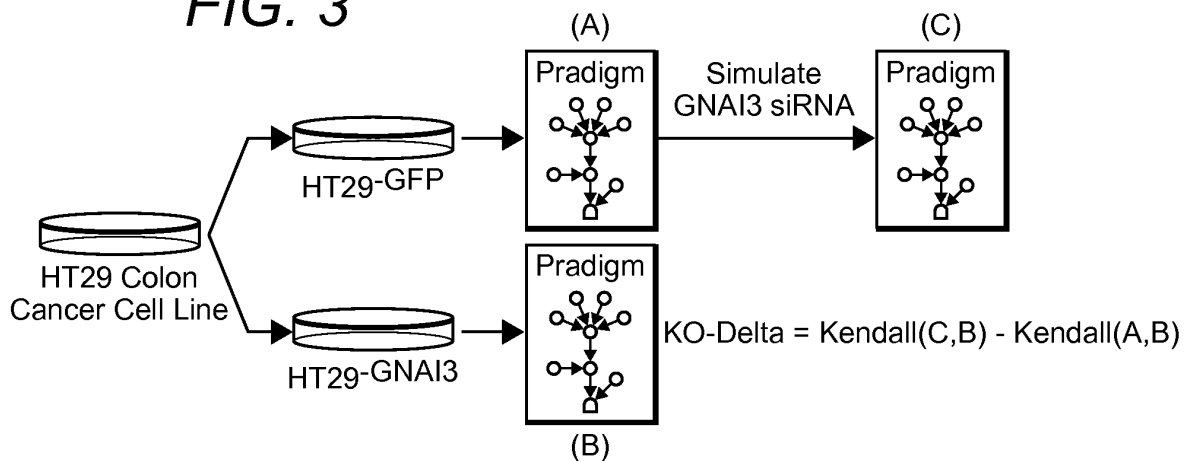 FIG. 3
(A)
(C)
Pradigm
Simulate
GNAI3 siRNA
Pradigm
HT29-GFP
HT29 Colon
Cancer Cell Line
Pradigm
KO-Delta = Kendall(C,B) - Kendall(A,B)
HT29-GNAI3
(B)